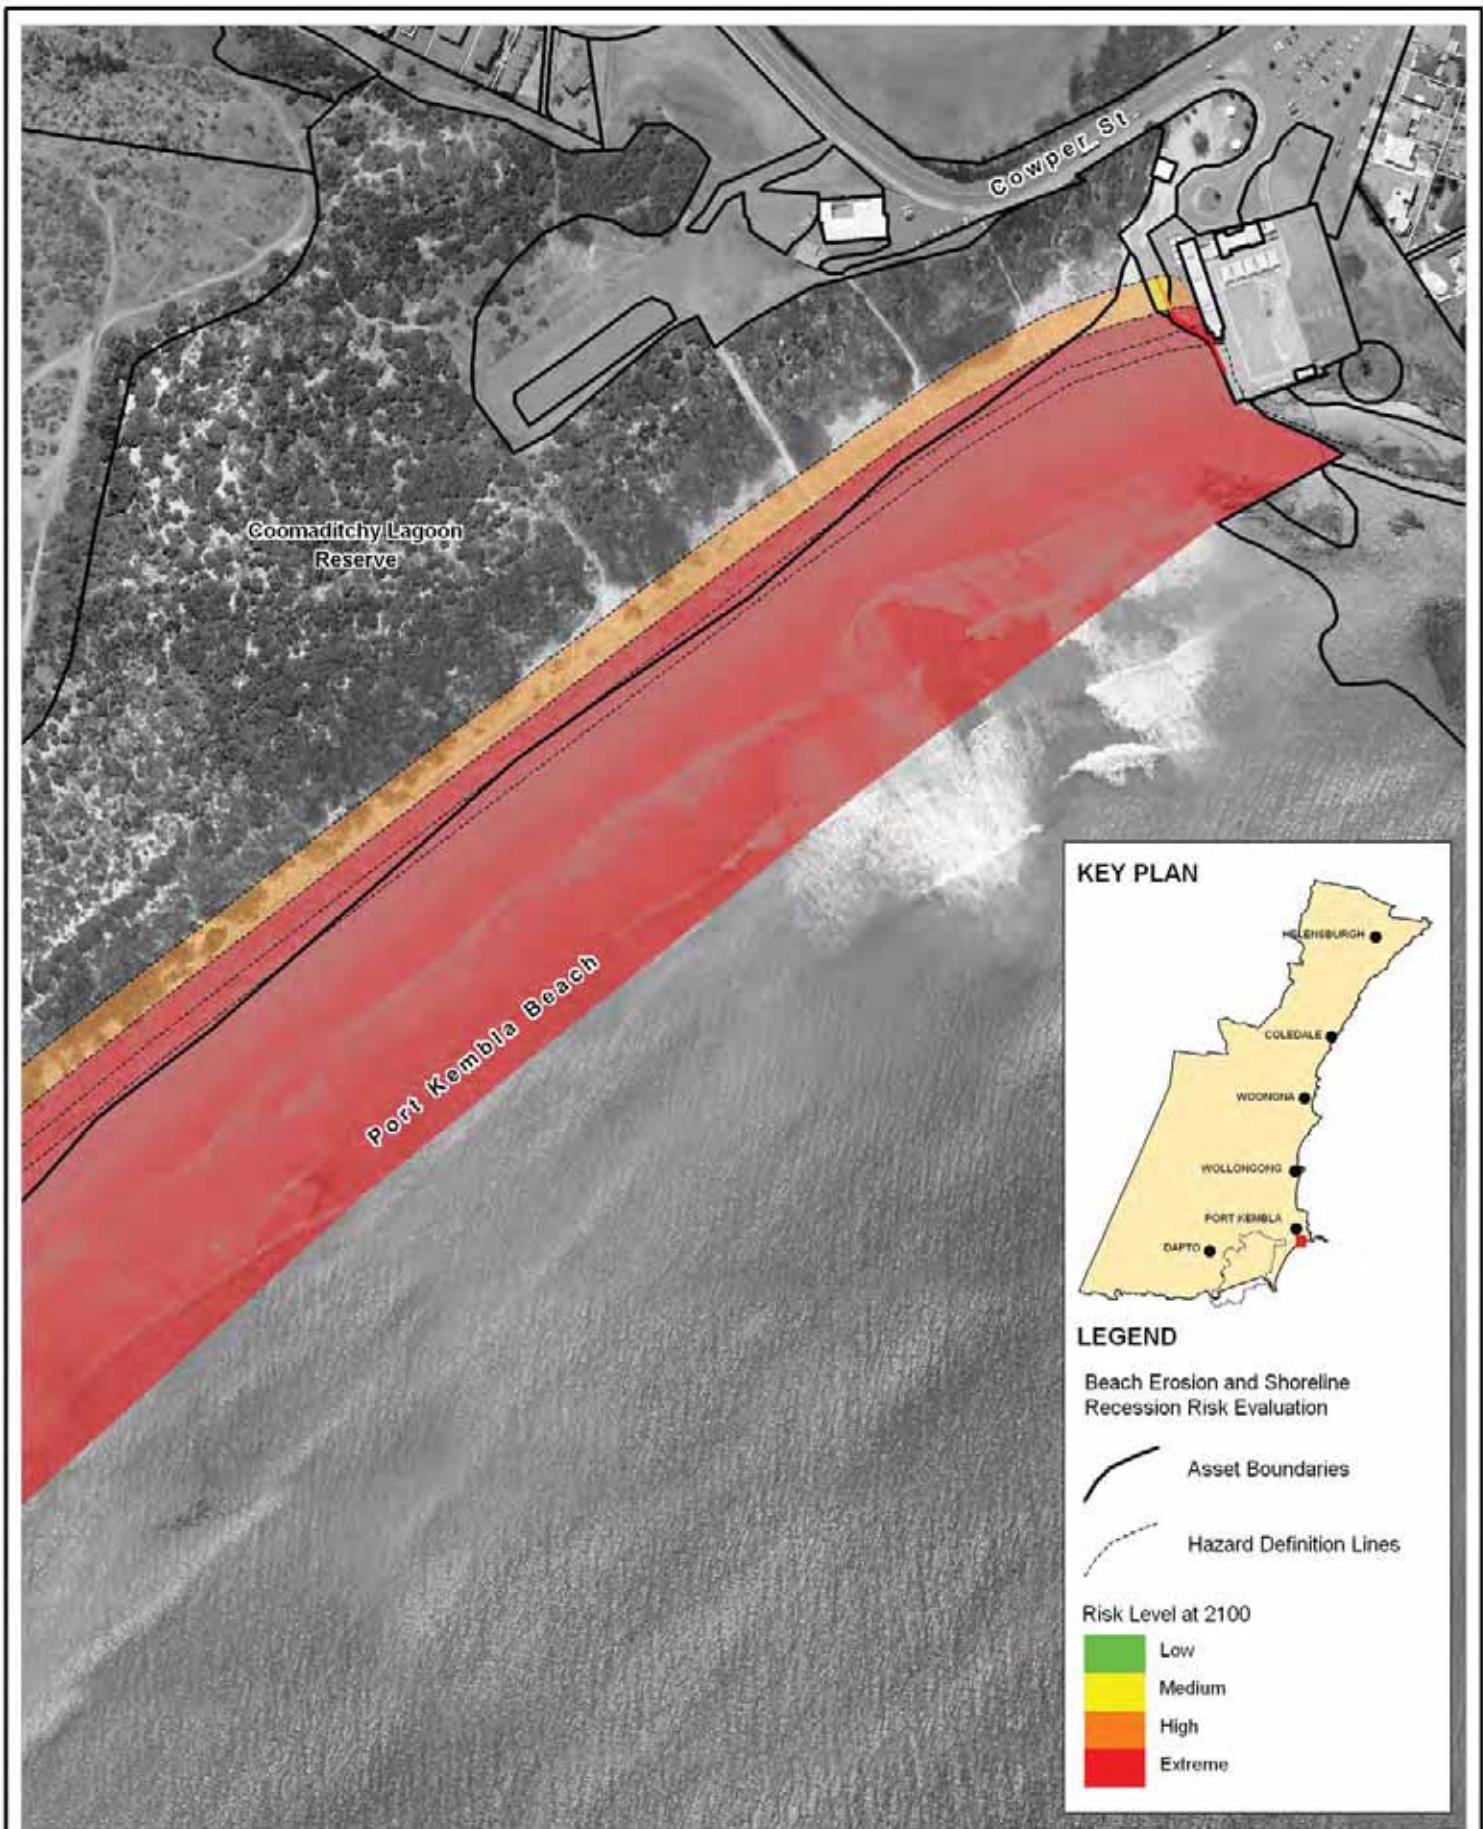 Cowper St
Coomaditchy Lagoon
Reserve
Port Kembla Beach
KEY PLAN
HELENSBURGH
COLEDALE
WOONONA
WOLLONGONG
PORT KEMBLA
DAPTO
LEGEND
Beach Erosion and Shoreline
Recession Risk Evaluation
Asset Boundaries
Hazard Definition Lines
Risk Level at 2100
Low
Medium
High
Extreme